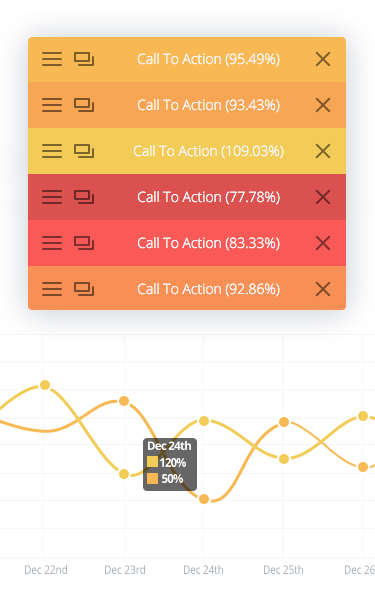 Call To Action (95.49%)
Call To Action (93.43%)
Call To Action (109.03%)
Call To Action (77.78%)
Call To Action (83.33%)
Call To Action (92.86%)
Dec 24th
120%
50%
Dec 22nd Dec 23rd Dec 24th Dec 25th Dec 26